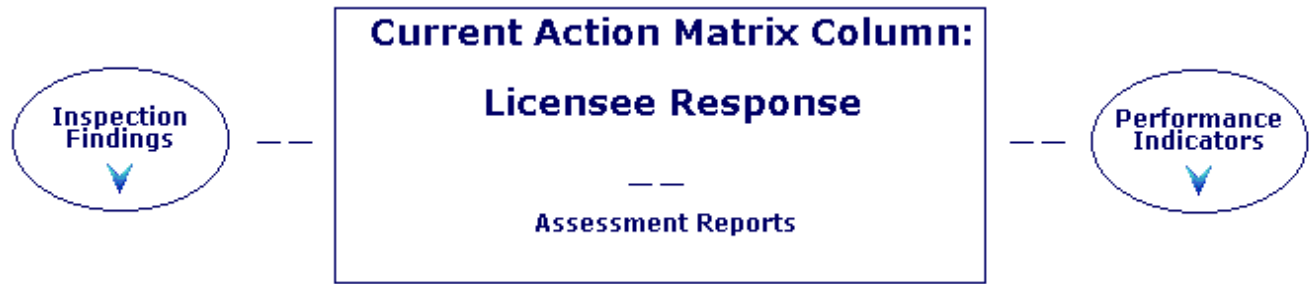 Current Action Matrix Column:
Licensee Response
Inspection
Findings
Performance
Indicators
Assessment Reports